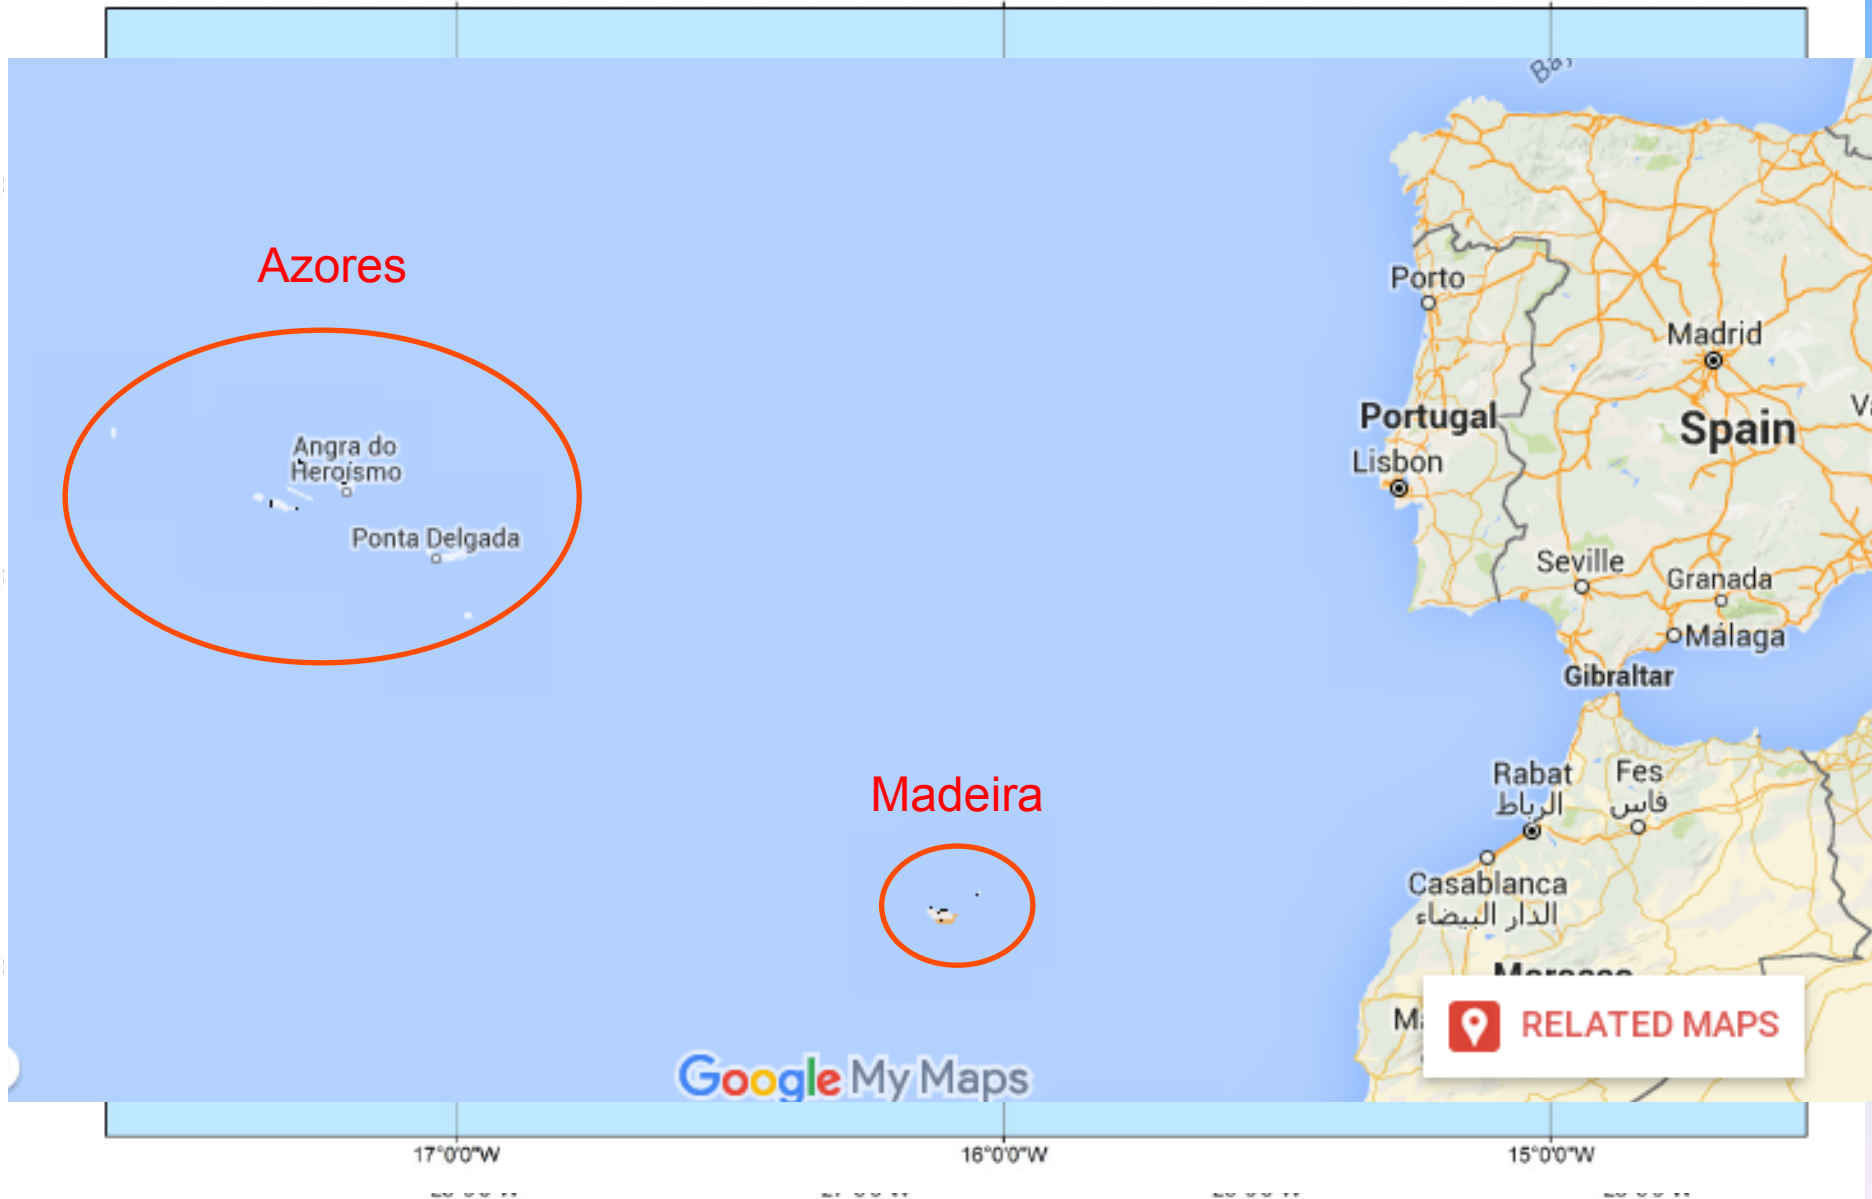 Azores
Porto
Madrid
Portugal
Spain
Angra do
Heroísmo
Lisbon
Ponta Delgada
Seville
Granada
Málaga
Gibraltar
Madeira
Rabat
الرباط
Fes
فاس
Casablanca
الدار البيضاء
RELATED MAPS
Google My Maps
17°0'0"W
16°0'0"W
15°0'0"W